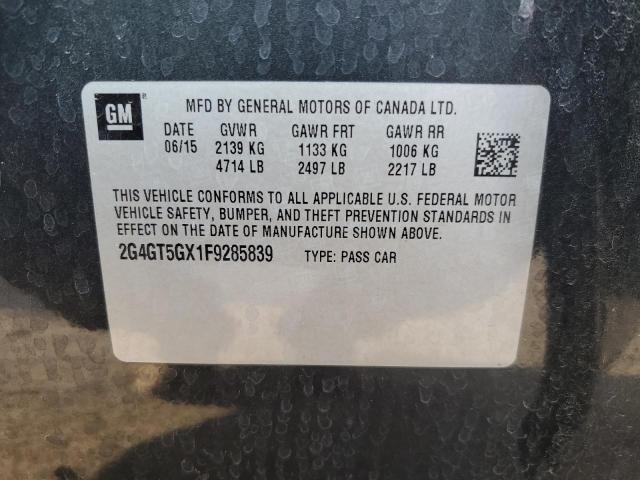 GM
MFD BY GENERAL MOTORS OF CANADA LTD.
DATE GVWR GAWR FRT GAWR RR
06/15 2139 KG 1133 KG 1006 KG
4714 LB 2497 LB 2217 LB
THIS VEHICLE CONFORMS TO ALL APPLICABLE U.S. FEDERAL MOTOR
VEHICLE SAFETY, BUMPER, AND THEFT PREVENTION STANDARDS IN
EFFECT ON THE DATE OF MANUFACTURE SHOWN ABOVE.
2G4GT5GX1F9285839 TYPE: PASS CAR